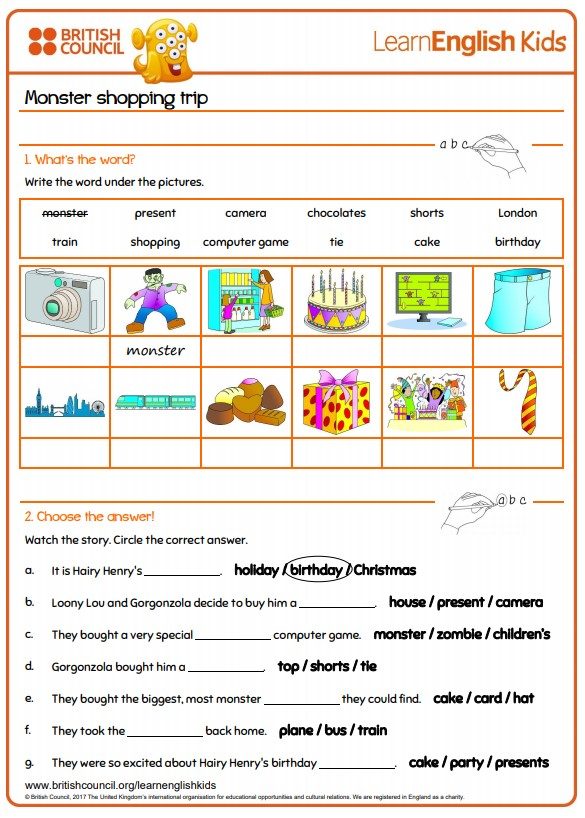 BRITISH
COUNCIL
LearnEnglish Kids
Monster shopping trip
a b c
1. What's the word?
Write the word under the pictures.
monster present camera chocolates shorts London
train shopping computer game tie cake birthday
monster
a b c
2. Choose the answer!
Watch the story. Circle the correct answer.
a. It is Hairy Henry's ____________. holiday / birthday / Christmas
b. Loony Lou and Gorgonzola decide to buy him a ____________. house / present / camera
c. They bought a very special ____________ computer game. monster / zombie / children's
d. Gorgonzola bought him a ____________. top / shorts / tie
e. They bought the biggest, most monster ____________ they could find. cake / card / hat
f. They took the ____________ back home. plane / bus / train
g. They were so excited about Hairy Henry's birthday ____________. cake / party / presents
www.britishcouncil.org/learnenglishkids
© British Council, 2017 The United Kingdom's international organisation for educational opportunities and cultural relations. We are registered in England as a charity.